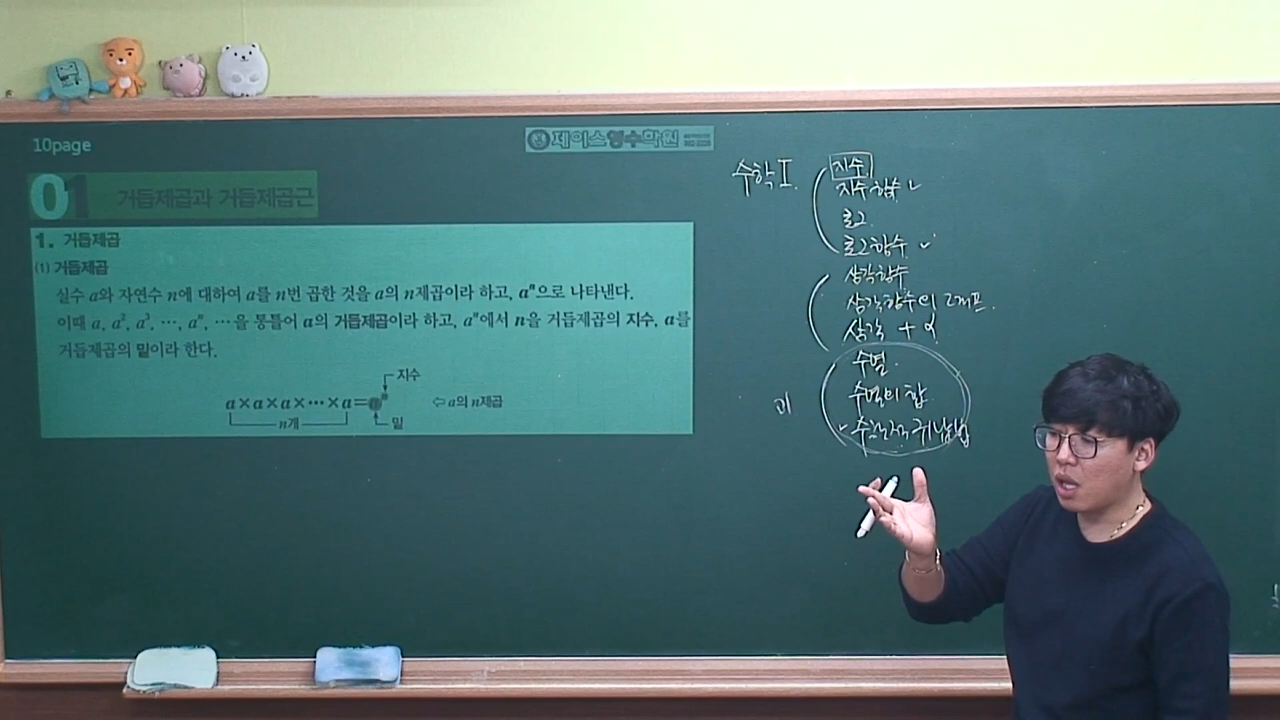 10page
제이스영수학원
01 거듭제곱과 거듭제곱근
1. 거듭제곱
(1) 거듭제곱
실수 a와 자연수 n에 대하여 a를 n번 곱한 것을 a의 n제곱이라 하고, aⁿ으로 나타낸다.
이때 a, a², a³, ⋯, aⁿ, ⋯을 통틀어 a의 거듭제곱이라 하고, aⁿ에서 n을 거듭제곱의 지수, a를
거듭제곱의 밑이라 한다.
지수
a×a×a×⋯×a=aⁿ ⇦ a의 n제곱
n개 밑
수학Ⅰ.
지수
지수함수
로그
로그함수
삼각함수
삼각함수의 그래프.
삼각 + α
수열.
수열의 합
수학적 귀납법